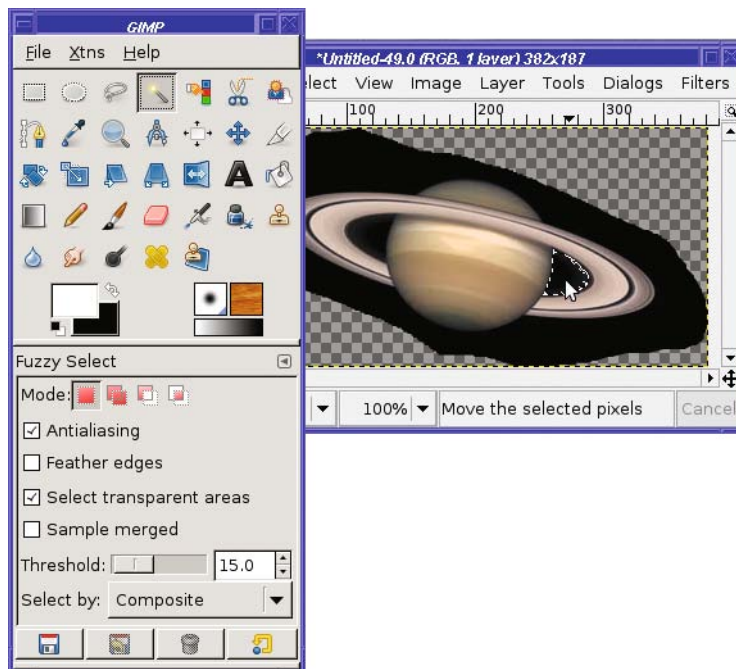 GIMP
File Xtns Help
*Untitled-49.0 (RGB, 1 layer) 382x187
lect View Image Layer Tools Dialogs Filters
100 200 300
Fuzzy Select
Mode:
Antialiasing
Feather edges
Select transparent areas
Sample merged
Threshold: 15.0
Select by: Composite
100% Move the selected pixels Cancel